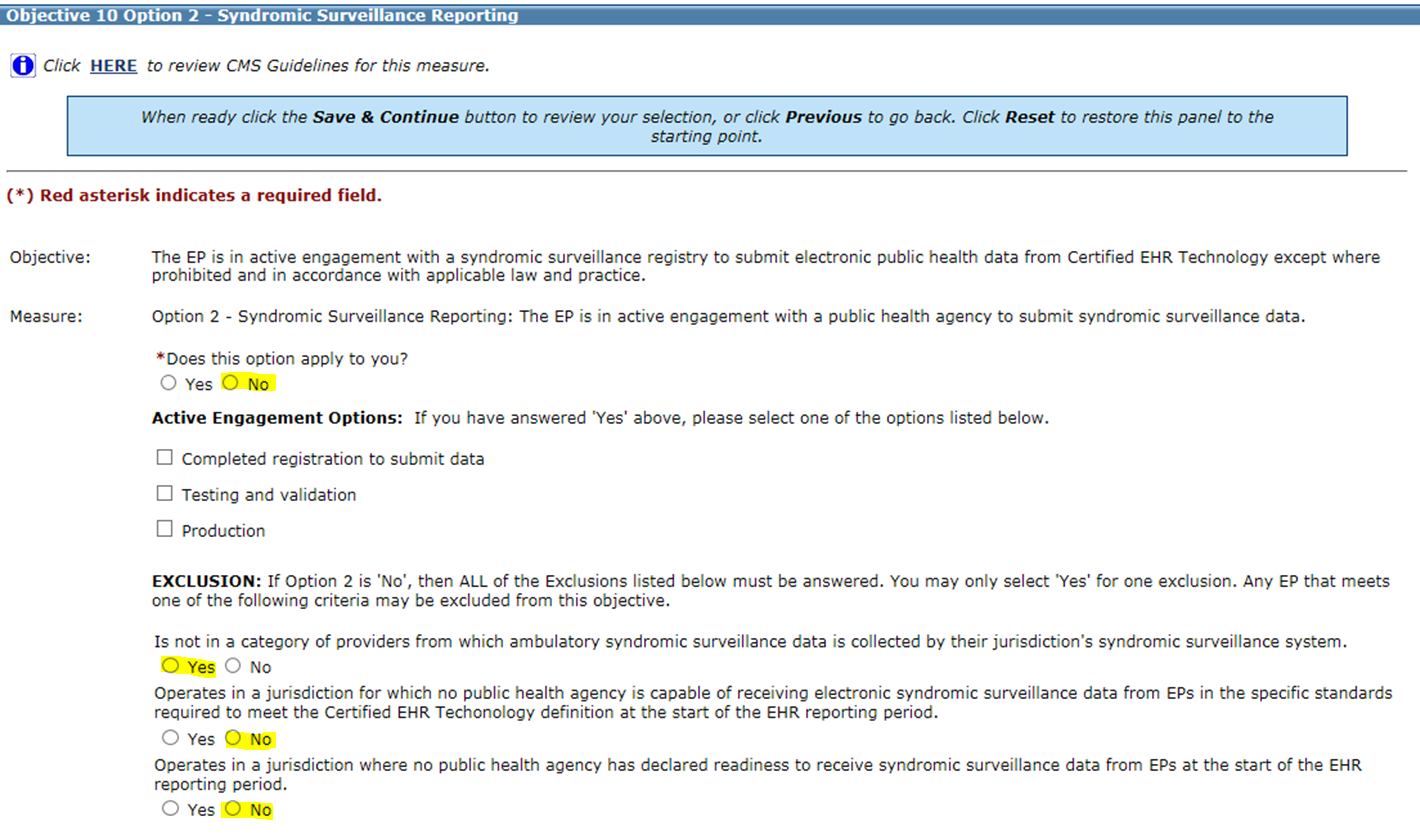 Objective 10 Option 2 - Syndromic Surveillance Reporting
Click HERE to review CMS Guidelines for this measure.
When ready click the Save & Continue button to review your selection, or click Previous to go back. Click Reset to restore this panel to the
starting point.
(*) Red asterisk indicates a required field.
Objective: The EP is in active engagement with a syndromic surveillance registry to submit electronic public health data from Certified EHR Technology except where
prohibited and in accordance with applicable law and practice.
Measure: Option 2 - Syndromic Surveillance Reporting: The EP is in active engagement with a public health agency to submit syndromic surveillance data.
*Does this option apply to you?
Yes No
Active Engagement Options: If you have answered 'Yes' above, please select one of the options listed below.
Completed registration to submit data
Testing and validation
Production
EXCLUSION: If Option 2 is 'No', then ALL of the Exclusions listed below must be answered. You may only select 'Yes' for one exclusion. Any EP that meets
one of the following criteria may be excluded from this objective.
Is not in a category of providers from which ambulatory syndromic surveillance data is collected by their jurisdiction's syndromic surveillance system.
Yes No
Operates in a jurisdiction for which no public health agency is capable of receiving electronic syndromic surveillance data from EPs in the specific standards
required to meet the Certified EHR Techonology definition at the start of the EHR reporting period.
Yes No
Operates in a jurisdiction where no public health agency has declared readiness to receive syndromic surveillance data from EPs at the start of the EHR
reporting period.
Yes No